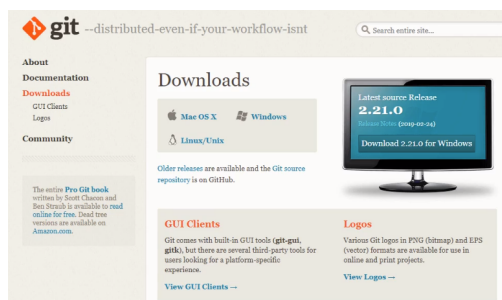 git --distributed-even-if-your-workflow-isnt
Search entire site...
About
Documentation
Downloads
GUI Clients
Logos
Community
The entire Pro Git book
written by Scott Chacon and
Ben Straub is available to read
online for free. Dead tree
versions are available on
Amazon.com.
Downloads
Mac OS X
Windows
Linux/Unix
Older releases are available and the Git source
repository is on GitHub.
Latest source Release
2.21.0
Release Notes (2019-02-24)
Download 2.21.0 for Windows
GUI Clients
Git comes with built-in GUI tools (git-gui,
gitk), but there are several third-party tools for
users looking for a platform-specific
experience.
View GUI Clients →
Logos
Various Git logos in PNG (bitmap) and EPS
(vector) formats are available for use in
online and print projects.
View Logos →